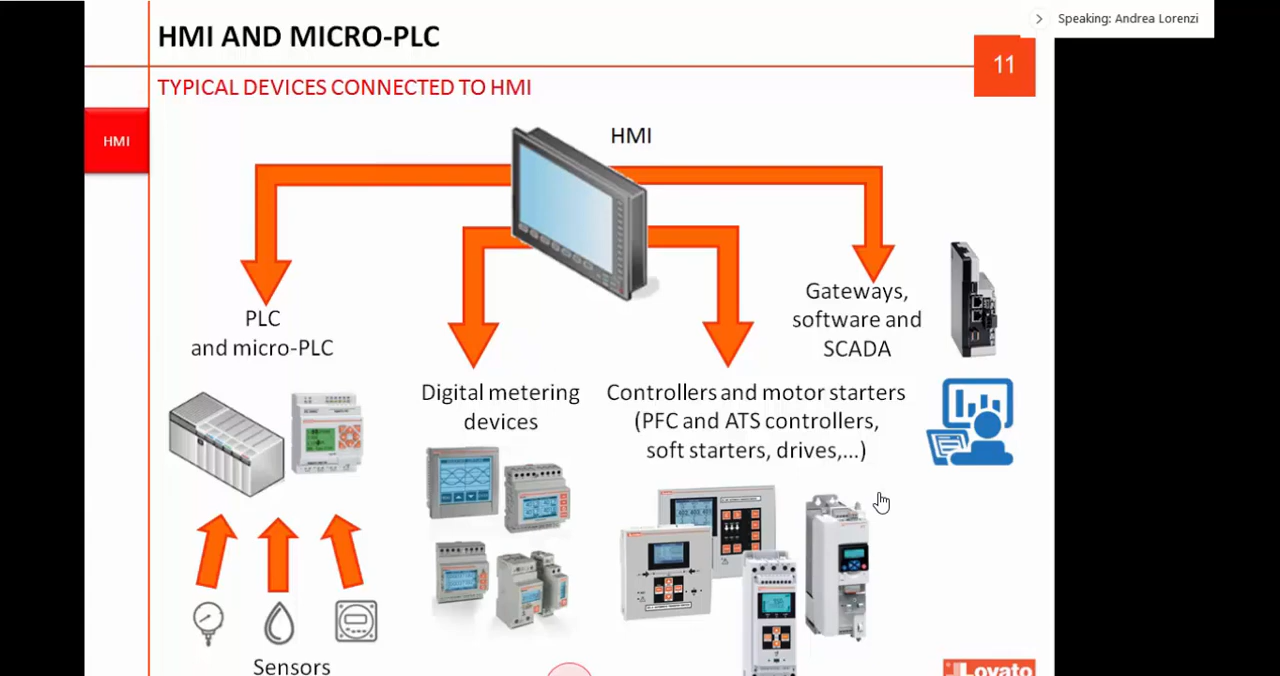 Speaking: Andrea Lorenzi
HMI AND MICRO-PLC
11
TYPICAL DEVICES CONNECTED TO HMI
HMI
HMI
Gateways,
software and
SCADA
PLC
and micro-PLC
Digital metering
devices
Controllers and motor starters
(PFC and ATS controllers,
soft starters, drives,...)
Sensors
Lovato